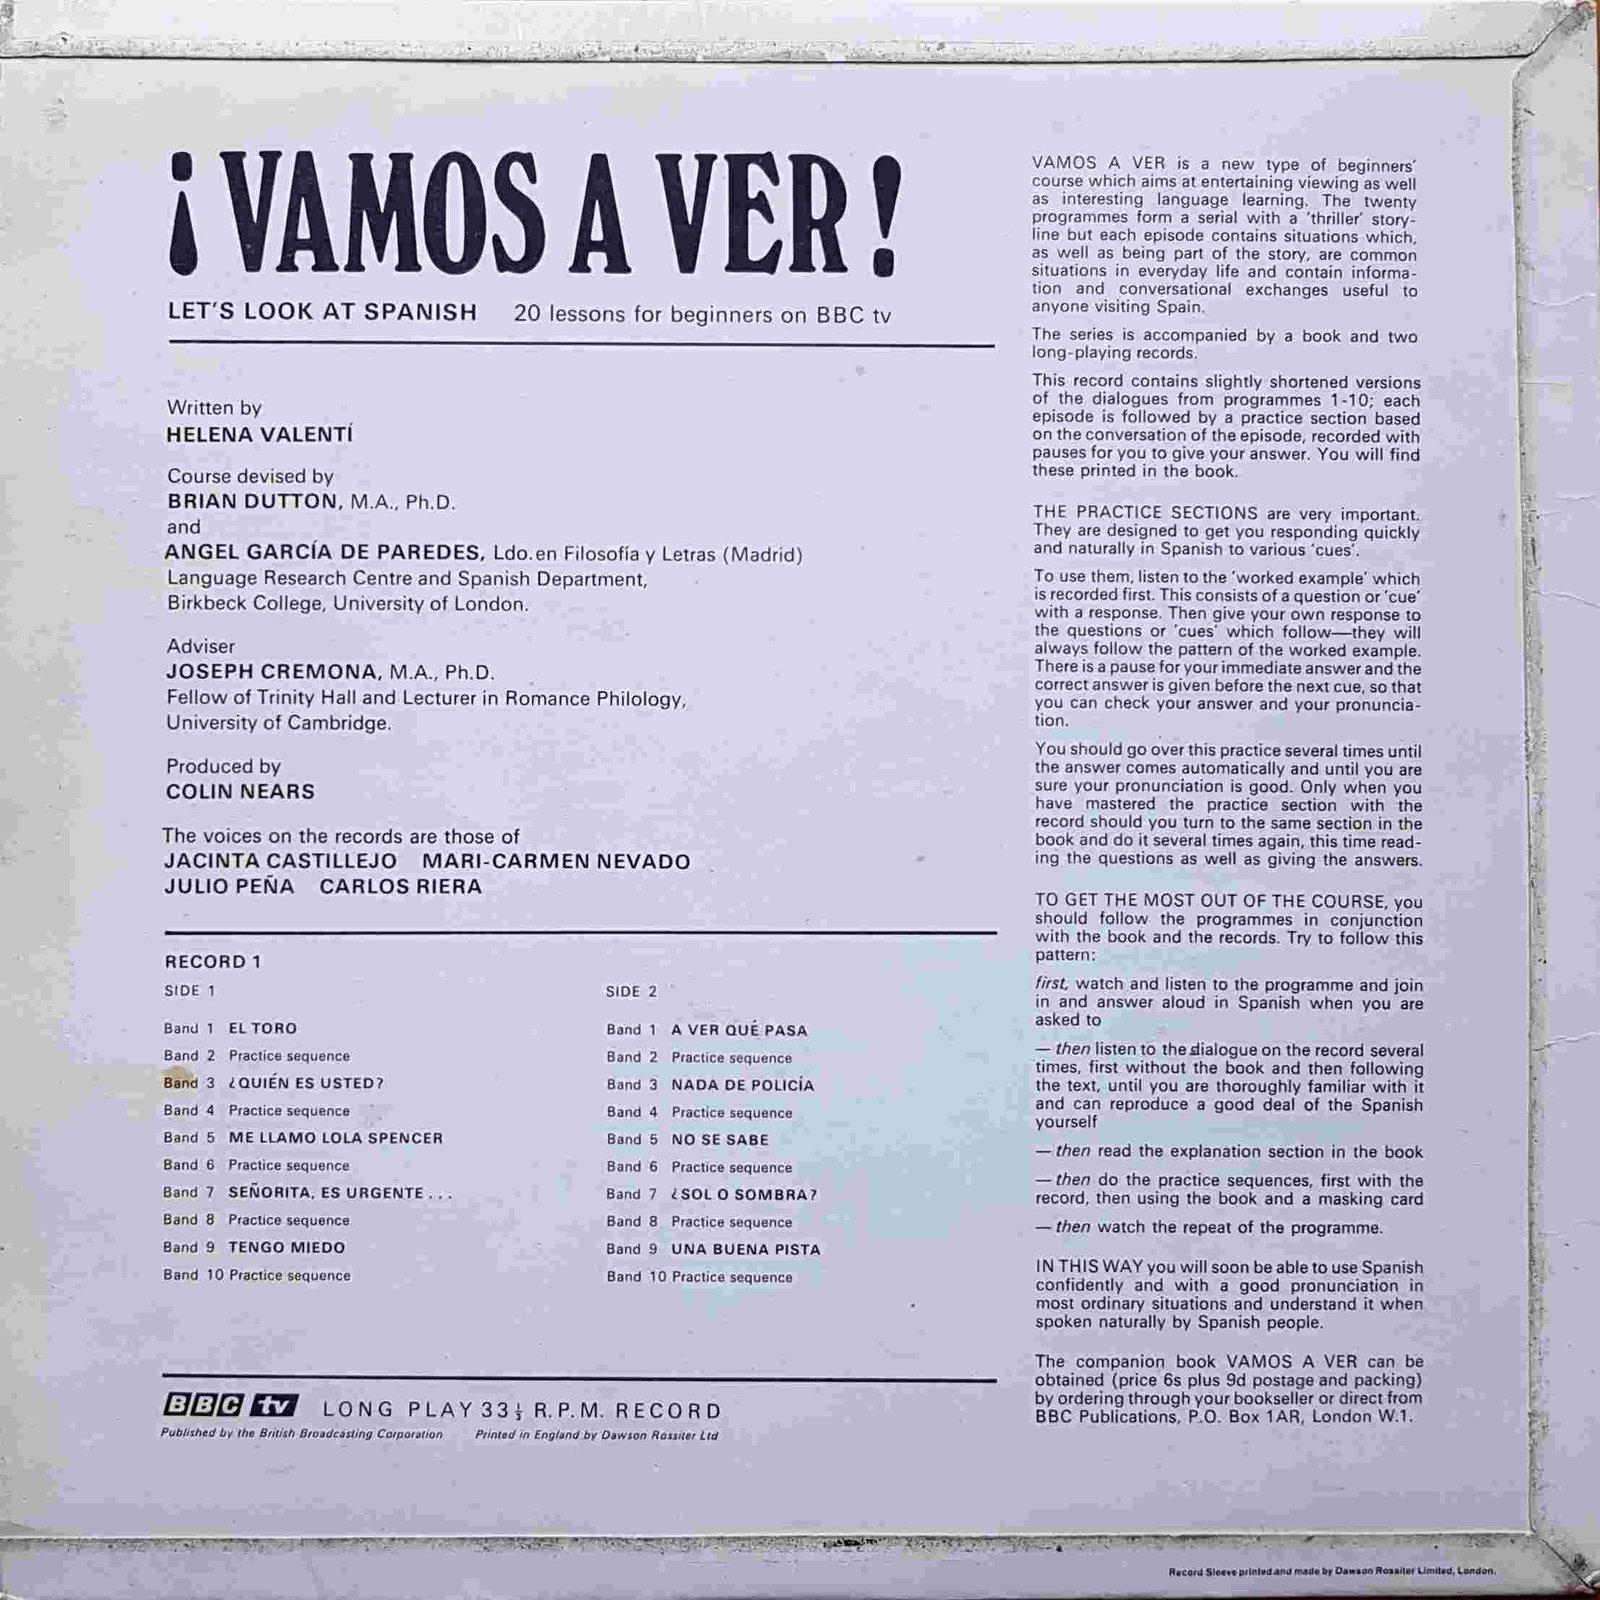 ¡VAMOS A VER!
LET'S LOOK AT SPANISH 20 lessons for beginners on BBC tv
Written by
HELENA VALENTÍ
Course devised by
BRIAN DUTTON, M.A., Ph.D.
and
ANGEL GARCÍA DE PAREDES, Ldo. en Filosofía y Letras (Madrid)
Language Research Centre and Spanish Department,
Birkbeck College, University of London.
Adviser
JOSEPH CREMONA, M.A., Ph.D.
Fellow of Trinity Hall and Lecturer in Romance Philology,
University of Cambridge.
Produced by
COLIN NEARS
The voices on the records are those of
JACINTA CASTILLEJO MARI-CARMEN NEVADO
JULIO PEÑA CARLOS RIERA
RECORD 1
SIDE 1
Band 1 EL TORO
Band 2 Practice sequence
Band 3 ¿QUIÉN ES USTED?
Band 4 Practice sequence
Band 5 ME LLAMO LOLA SPENCER
Band 6 Practice sequence
Band 7 SEÑORITA, ES URGENTE . . .
Band 8 Practice sequence
Band 9 TENGO MIEDO
Band 10 Practice sequence
SIDE 2
Band 1 A VER QUÉ PASA
Band 2 Practice sequence
Band 3 NADA DE POLICÍA
Band 4 Practice sequence
Band 5 NO SE SABE
Band 6 Practice sequence
Band 7 ¿SOL O SOMBRA?
Band 8 Practice sequence
Band 9 UNA BUENA PISTA
Band 10 Practice sequence
BBC tv LONG PLAY 33⅓ R.P.M. RECORD
Published by the British Broadcasting Corporation Printed in England by Dawson Rossiter Ltd
VAMOS A VER is a new type of beginners'
course which aims at entertaining viewing as well
as interesting language learning. The twenty
programmes form a serial with a 'thriller' story-
line but each episode contains situations which,
as well as being part of the story, are common
situations in everyday life and contain informa-
tion and conversational exchanges useful to
anyone visiting Spain.
The series is accompanied by a book and two
long-playing records.
This record contains slightly shortened versions
of the dialogues from programmes 1-10; each
episode is followed by a practice section based
on the conversation of the episode, recorded with
pauses for you to give your answer. You will find
these printed in the book.
THE PRACTICE SECTIONS are very important.
They are designed to get you responding quickly
and naturally in Spanish to various 'cues'.
To use them, listen to the 'worked example' which
is recorded first. This consists of a question or 'cue'
with a response. Then give your own response to
the questions or 'cues' which follow—they will
always follow the pattern of the worked example.
There is a pause for your immediate answer and the
correct answer is given before the next cue, so that
you can check your answer and your pronuncia-
tion.
You should go over this practice several times until
the answer comes automatically and until you are
sure your pronunciation is good. Only when you
have mastered the practice section with the
record should you turn to the same section in the
book and do it several times again, this time read-
ing the questions as well as giving the answers.
TO GET THE MOST OUT OF THE COURSE, you
should follow the programmes in conjunction
with the book and the records. Try to follow this
pattern:
first, watch and listen to the programme and join
in and answer aloud in Spanish when you are
asked to
— then listen to the dialogue on the record several
times, first without the book and then following
the text, until you are thoroughly familiar with it
and can reproduce a good deal of the Spanish
yourself
— then read the explanation section in the book
— then do the practice sequences, first with the
record, then using the book and a masking card
— then watch the repeat of the programme.
IN THIS WAY you will soon be able to use Spanish
confidently and with a good pronunciation in
most ordinary situations and understand it when
spoken naturally by Spanish people.
The companion book VAMOS A VER can be
obtained (price 6s plus 9d postage and packing)
by ordering through your bookseller or direct from
BBC Publications, P.O. Box 1AR, London W.1.
Record Sleeve printed and made by Dawson Rossiter Limited, London.